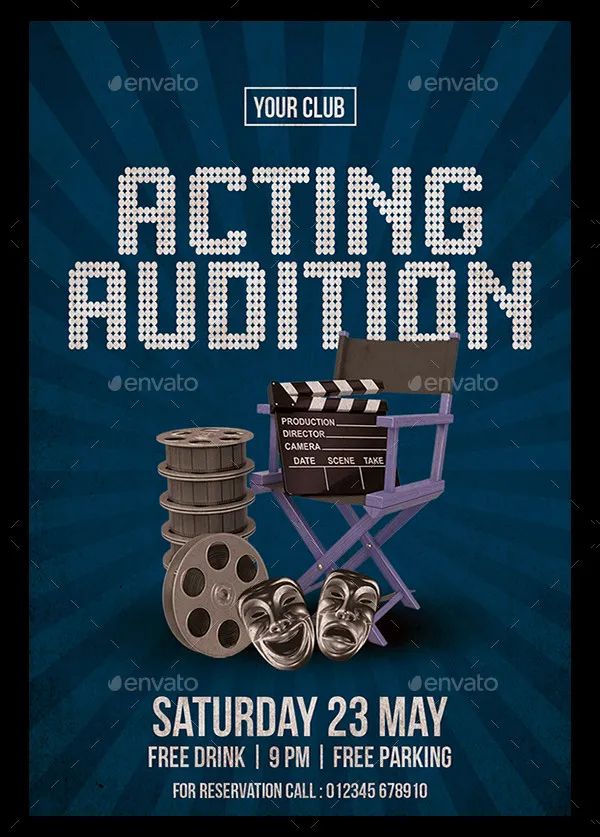 envato envato
YOUR CLUB
ACTING
AUDITION
envato envato
PRODUCTION
DIRECTOR
CAMERA
DATE SCENE TAKE
envato envato
SATURDAY 23 MAY
FREE DRINK | 9 PM | FREE PARKING
FOR RESERVATION CALL : 012345 678910